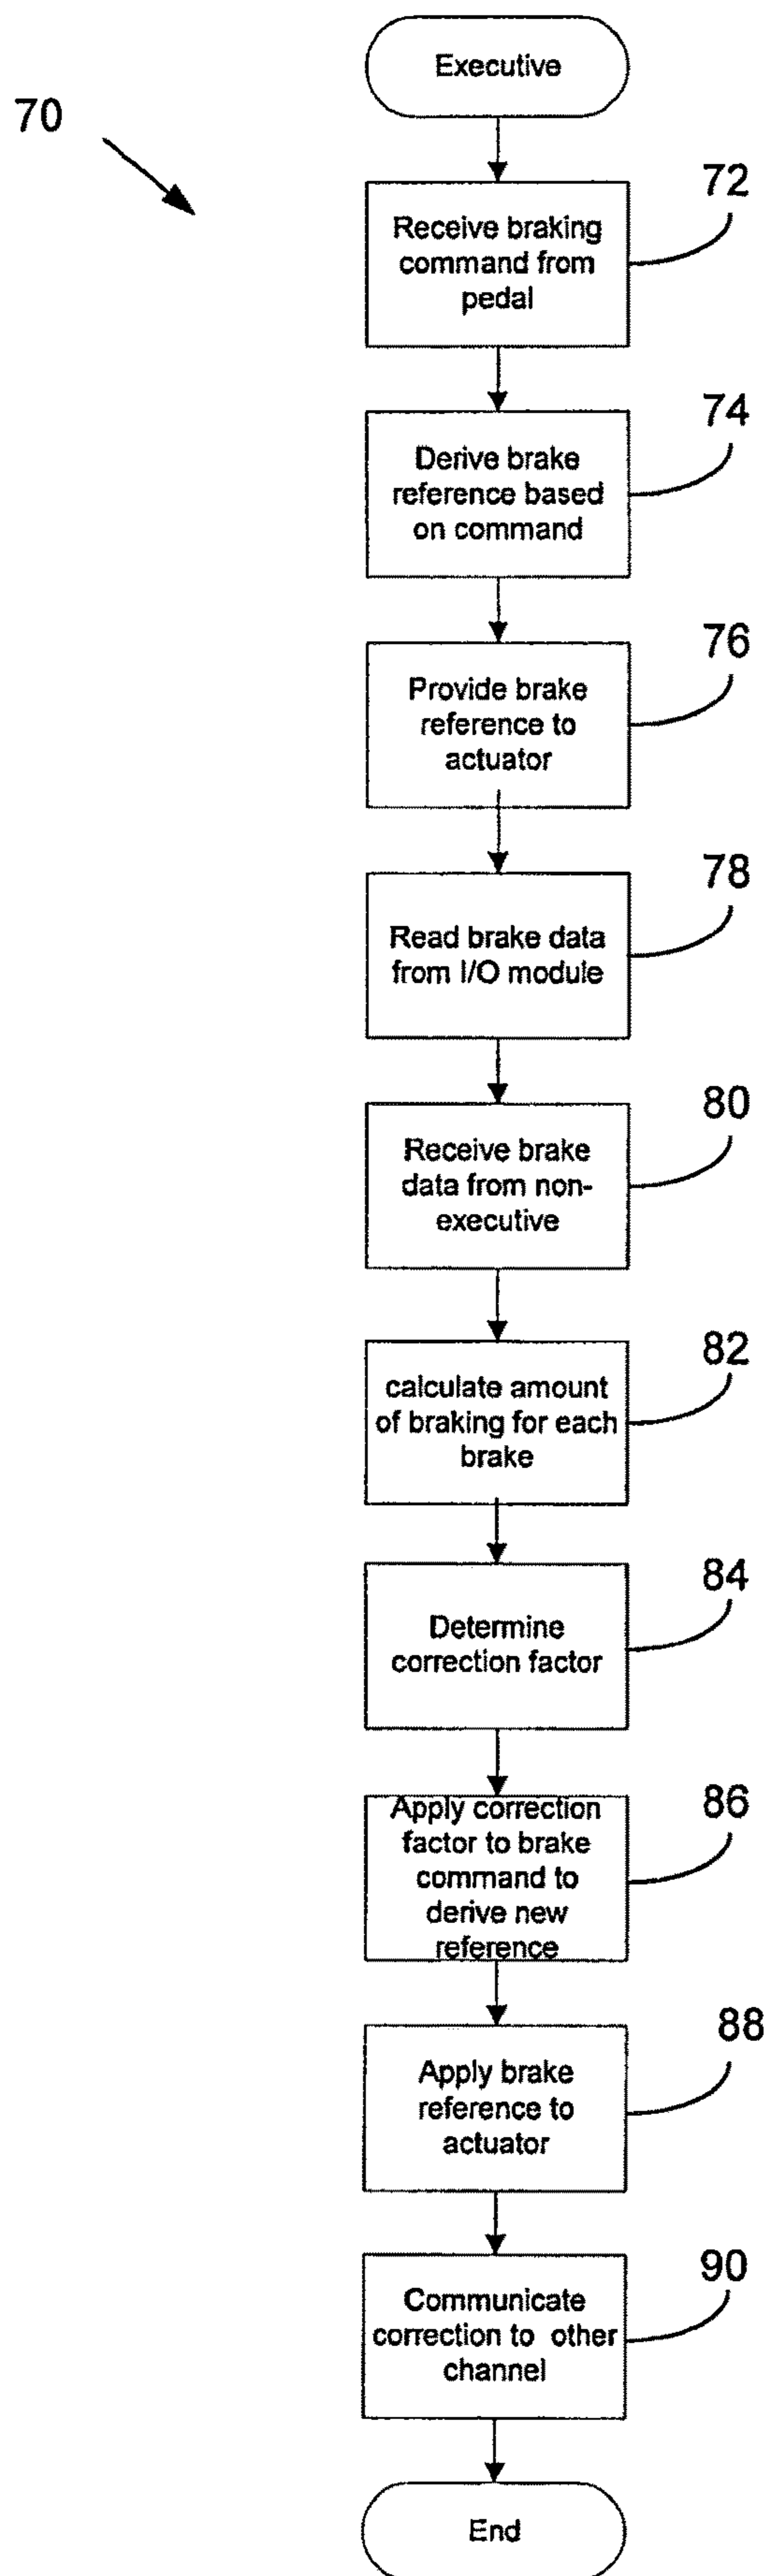 Executive
70
72
Receive braking
command from
pedal
74
Derive brake
reference based
on command
76
Provide brake
reference to
actuator
78
Read brake data
from I/O module
80
Receive brake
data from non-
executive
82
calculate amount
of braking for each
brake
84
Determine
correction factor
86
Apply correction
factor to brake
command to
derive new
reference
88
Apply brake
reference to
actuator
90
Communicate
correction to other
channel
End